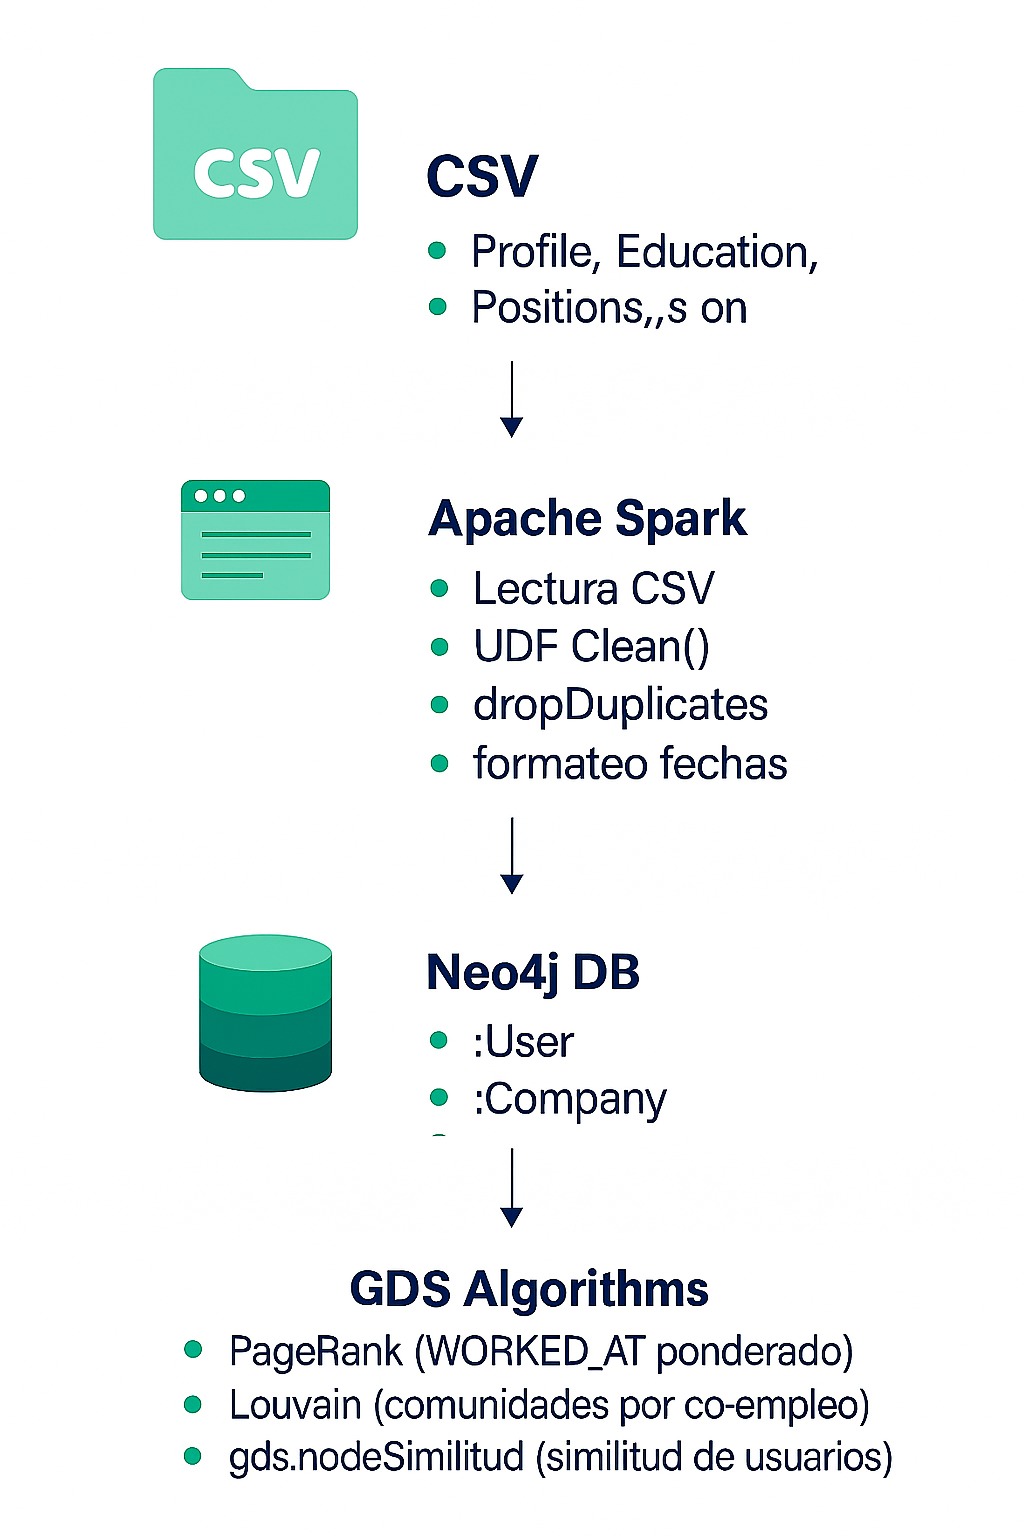 CSV
CSV
Profile, Education,
Positions,,s on
Apache Spark
Lectura CSV
UDF Clean()
dropDuplicates
formateo fechas
Neo4j DB
:User
:Company
GDS Algorithms
PageRank (WORKED_AT ponderado)
Louvain (comunidades por co-empleo)
gds.nodeSimilitud (similitud de usuarios)